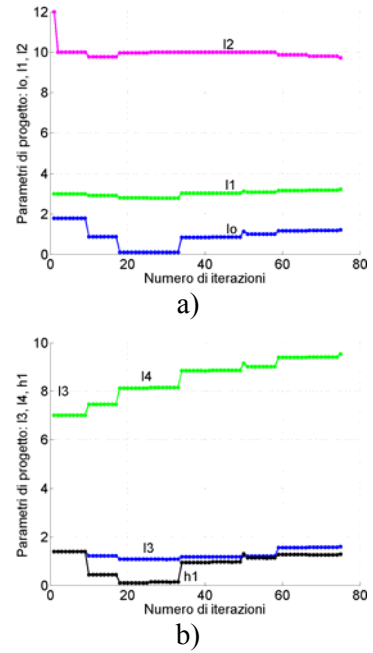 12
10
8
6
4
2
0
0 20 40 60 80
Parametri di progetto: lo, l1, l2
l2
l1
lo
Numero di iterazioni
a)
10
8
6
4
2
0
0 20 40 60 80
Parametri di progetto: l3, l4, h1
l3
l4
l3
h1
Numero di iterazioni
b)